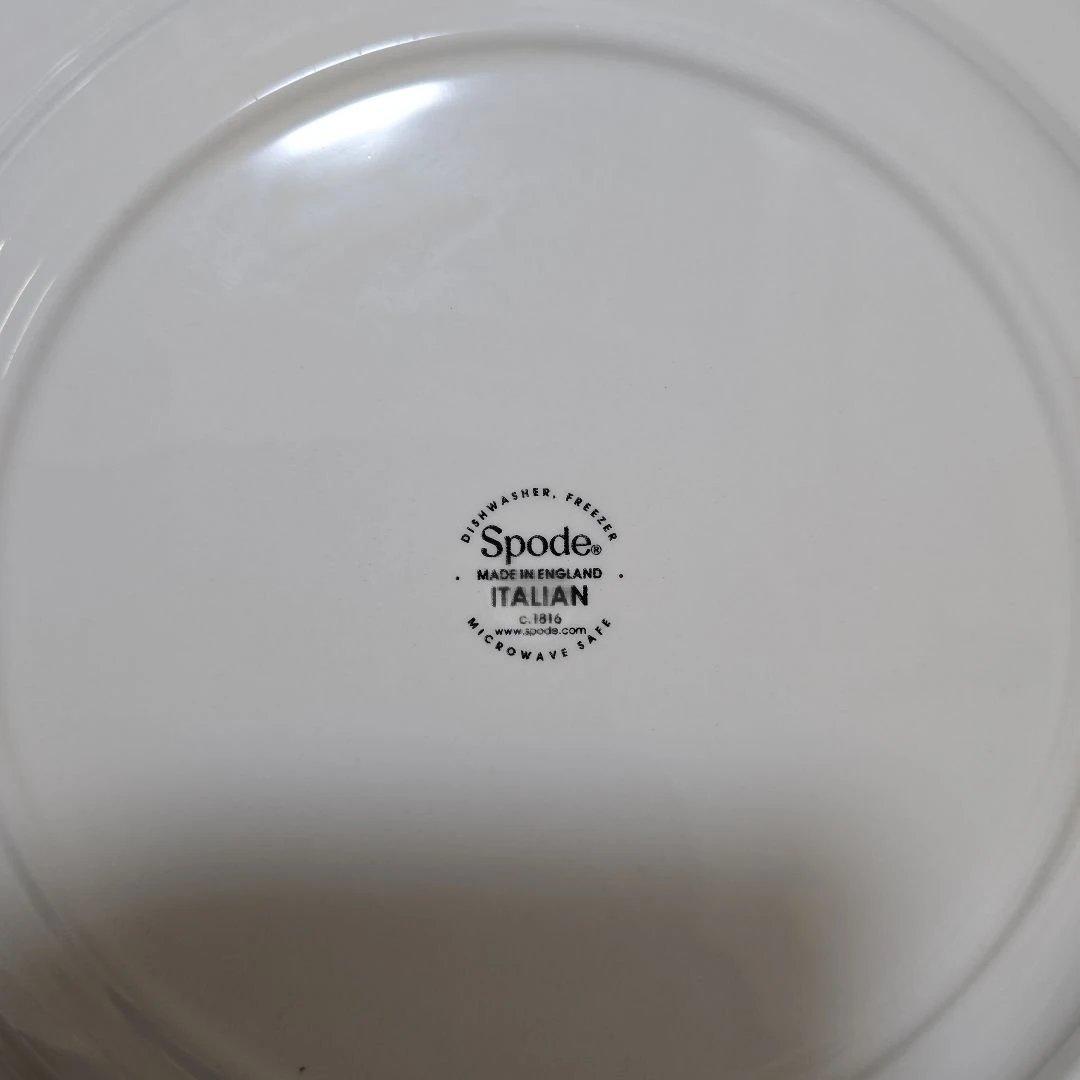 DISHWASHER, FREEZER
Spode®
MADE IN ENGLAND
ITALIAN
c.1816
www.spode.com
MICROWAVE SAFE